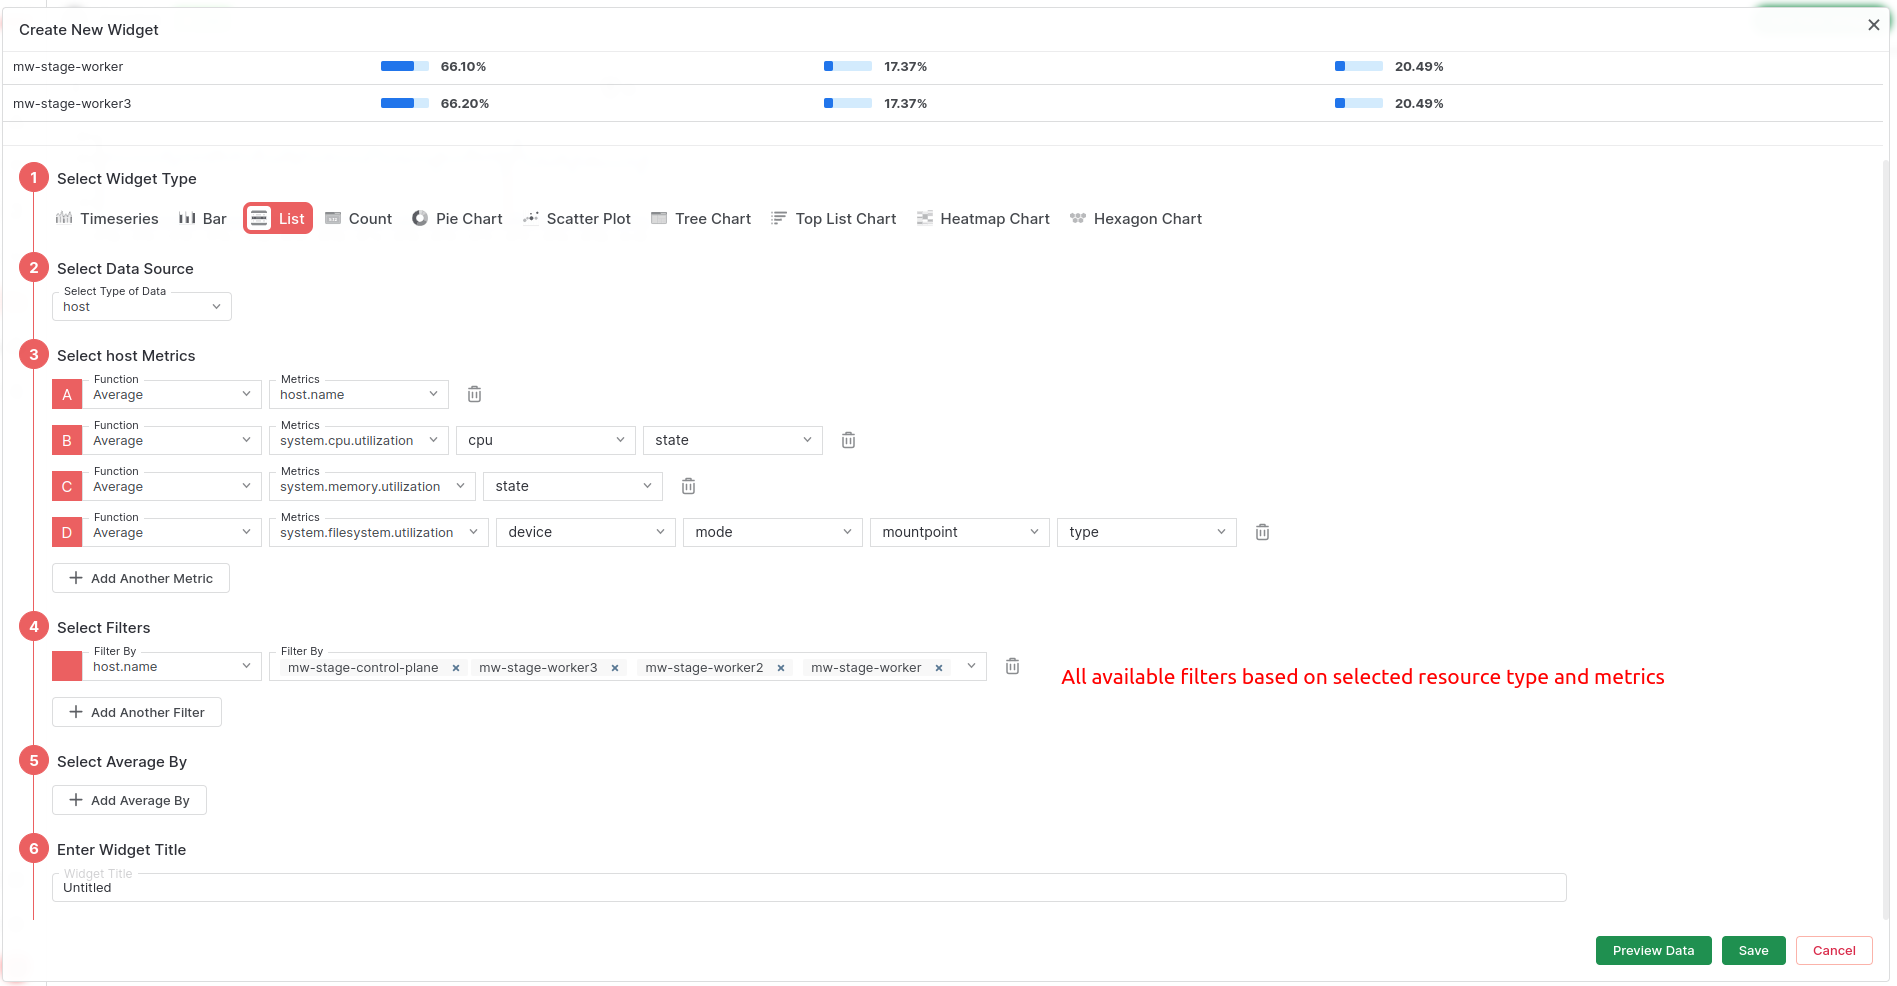 Create New Widget
mw-stage-worker 66.10% 17.37% 20.49%
mw-stage-worker3 66.20% 17.37% 20.49%
1 Select Widget Type
Timeseries Bar List Count Pie Chart Scatter Plot Tree Chart Top List Chart Heatmap Chart Hexagon Chart
2 Select Data Source
Select Type of Data
host
3 Select host Metrics
Function Metrics
A Average host.name
Function Metrics
B Average system.cpu.utilization cpu state
Function Metrics
C Average system.memory.utilization state
Function Metrics
D Average system.filesystem.utilization device mode mountpoint type
Add Another Metric
4 Select Filters
Filter By Filter By
host.name mw-stage-control-plane × mw-stage-worker3 × mw-stage-worker2 × mw-stage-worker ×
All available filters based on selected resource type and metrics
Add Another Filter
5 Select Average By
Add Average By
6 Enter Widget Title
Widget Title
Untitled
Preview Data Save Cancel